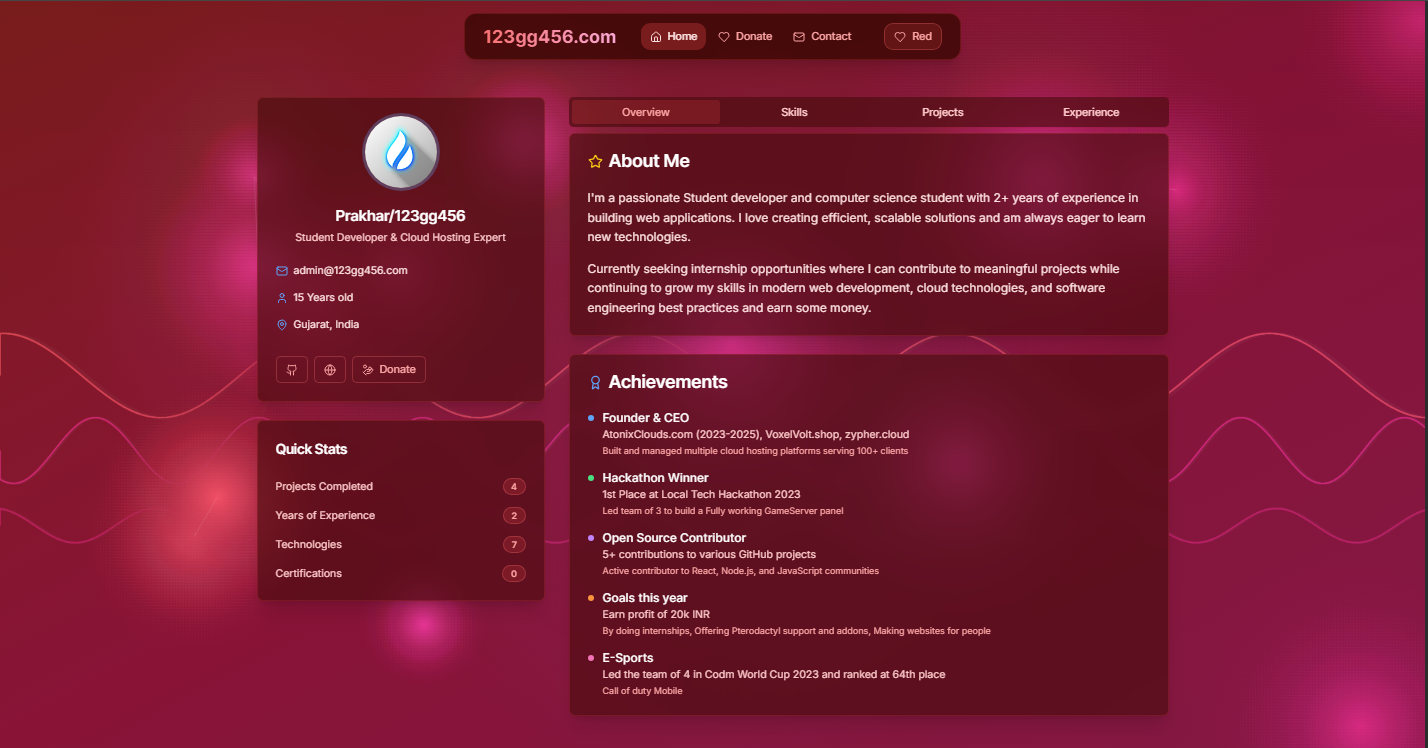 123gg456.com
Home
Donate
Contact
Red
Prakhar/123gg456
Student Developer & Cloud Hosting Expert
admin@123gg456.com
15 Years old
Gujarat, India
Donate
Quick Stats
Projects Completed 4
Years of Experience 2
Technologies 7
Certifications 0
Overview
Skills
Projects
Experience
About Me
I'm a passionate Student developer and computer science student with 2+ years of experience in
building web applications. I love creating efficient, scalable solutions and am always eager to learn
new technologies.
Currently seeking internship opportunities where I can contribute to meaningful projects while
continuing to grow my skills in modern web development, cloud technologies, and software
engineering best practices and earn some money.
Achievements
Founder & CEO
AtonixClouds.com (2023-2025), VoxelVolt.shop, zypher.cloud
Built and managed multiple cloud hosting platforms serving 100+ clients
Hackathon Winner
1st Place at Local Tech Hackathon 2023
Led team of 3 to build a Fully working GameServer panel
Open Source Contributor
5+ contributions to various GitHub projects
Active contributor to React, Node.js, and JavaScript communities
Goals this year
Earn profit of 20k INR
By doing internships, Offering Pterodactyl support and addons, Making websites for people
E-Sports
Led the team of 4 in Codm World Cup 2023 and ranked at 64th place
Call of duty Mobile